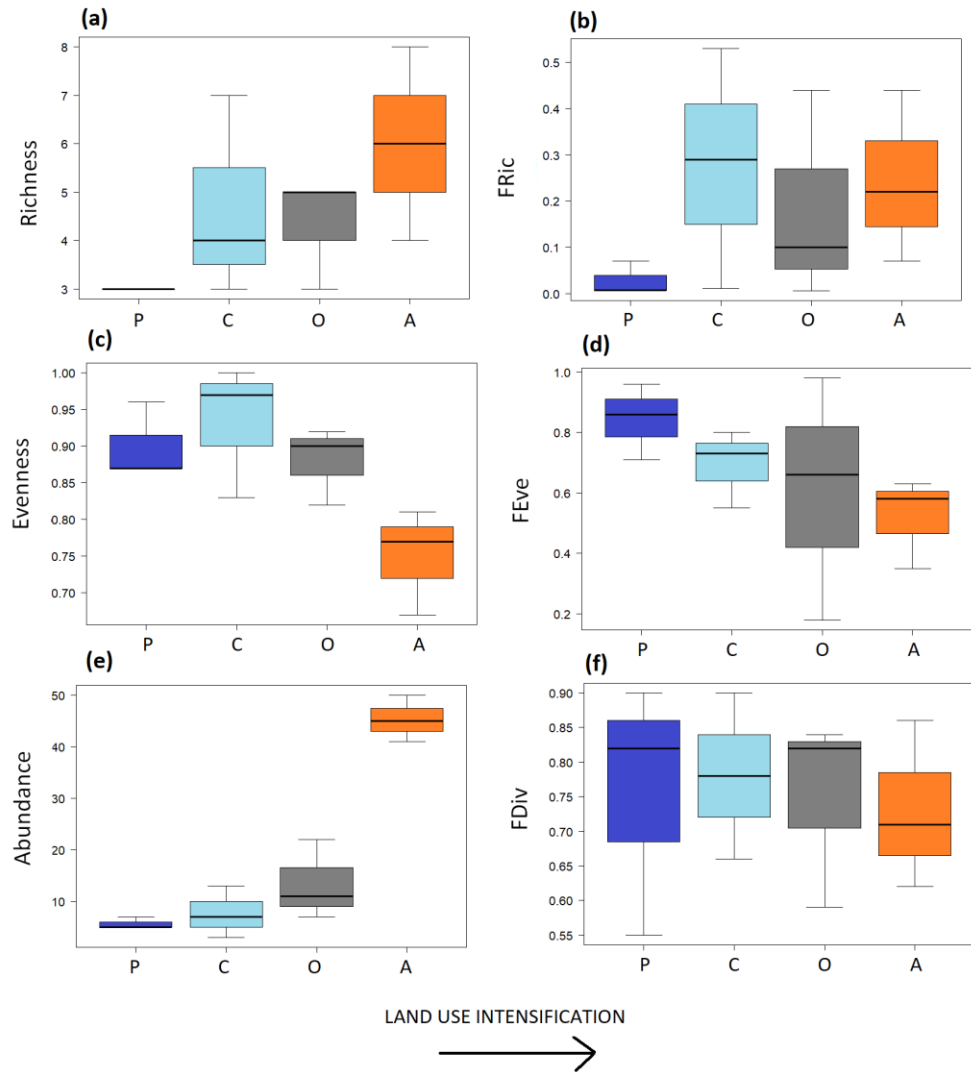 (a)
Richness
8
7
6
5
4
3
P C O A
(b)
FRic
0.5
0.4
0.3
0.2
0.1
0.0
P C O A
(c)
Evenness
1.00
0.95
0.90
0.85
0.80
0.75
0.70
P C O A
(d)
FEve
1.0
0.8
0.6
0.4
0.2
P C O A
(e)
Abundance
50
40
30
20
10
P C O A
(f)
FDiv
0.90
0.85
0.80
0.75
0.70
0.65
0.60
0.55
P C O A
LAND USE INTENSIFICATION